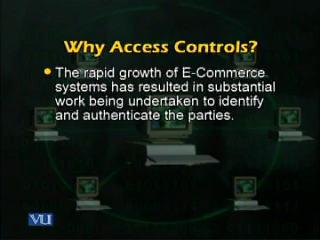 Why Access Controls?
The rapid growth of E-Commerce
systems has resulted in substantial
work being undertaken to identify
and authenticate the parties.
VU